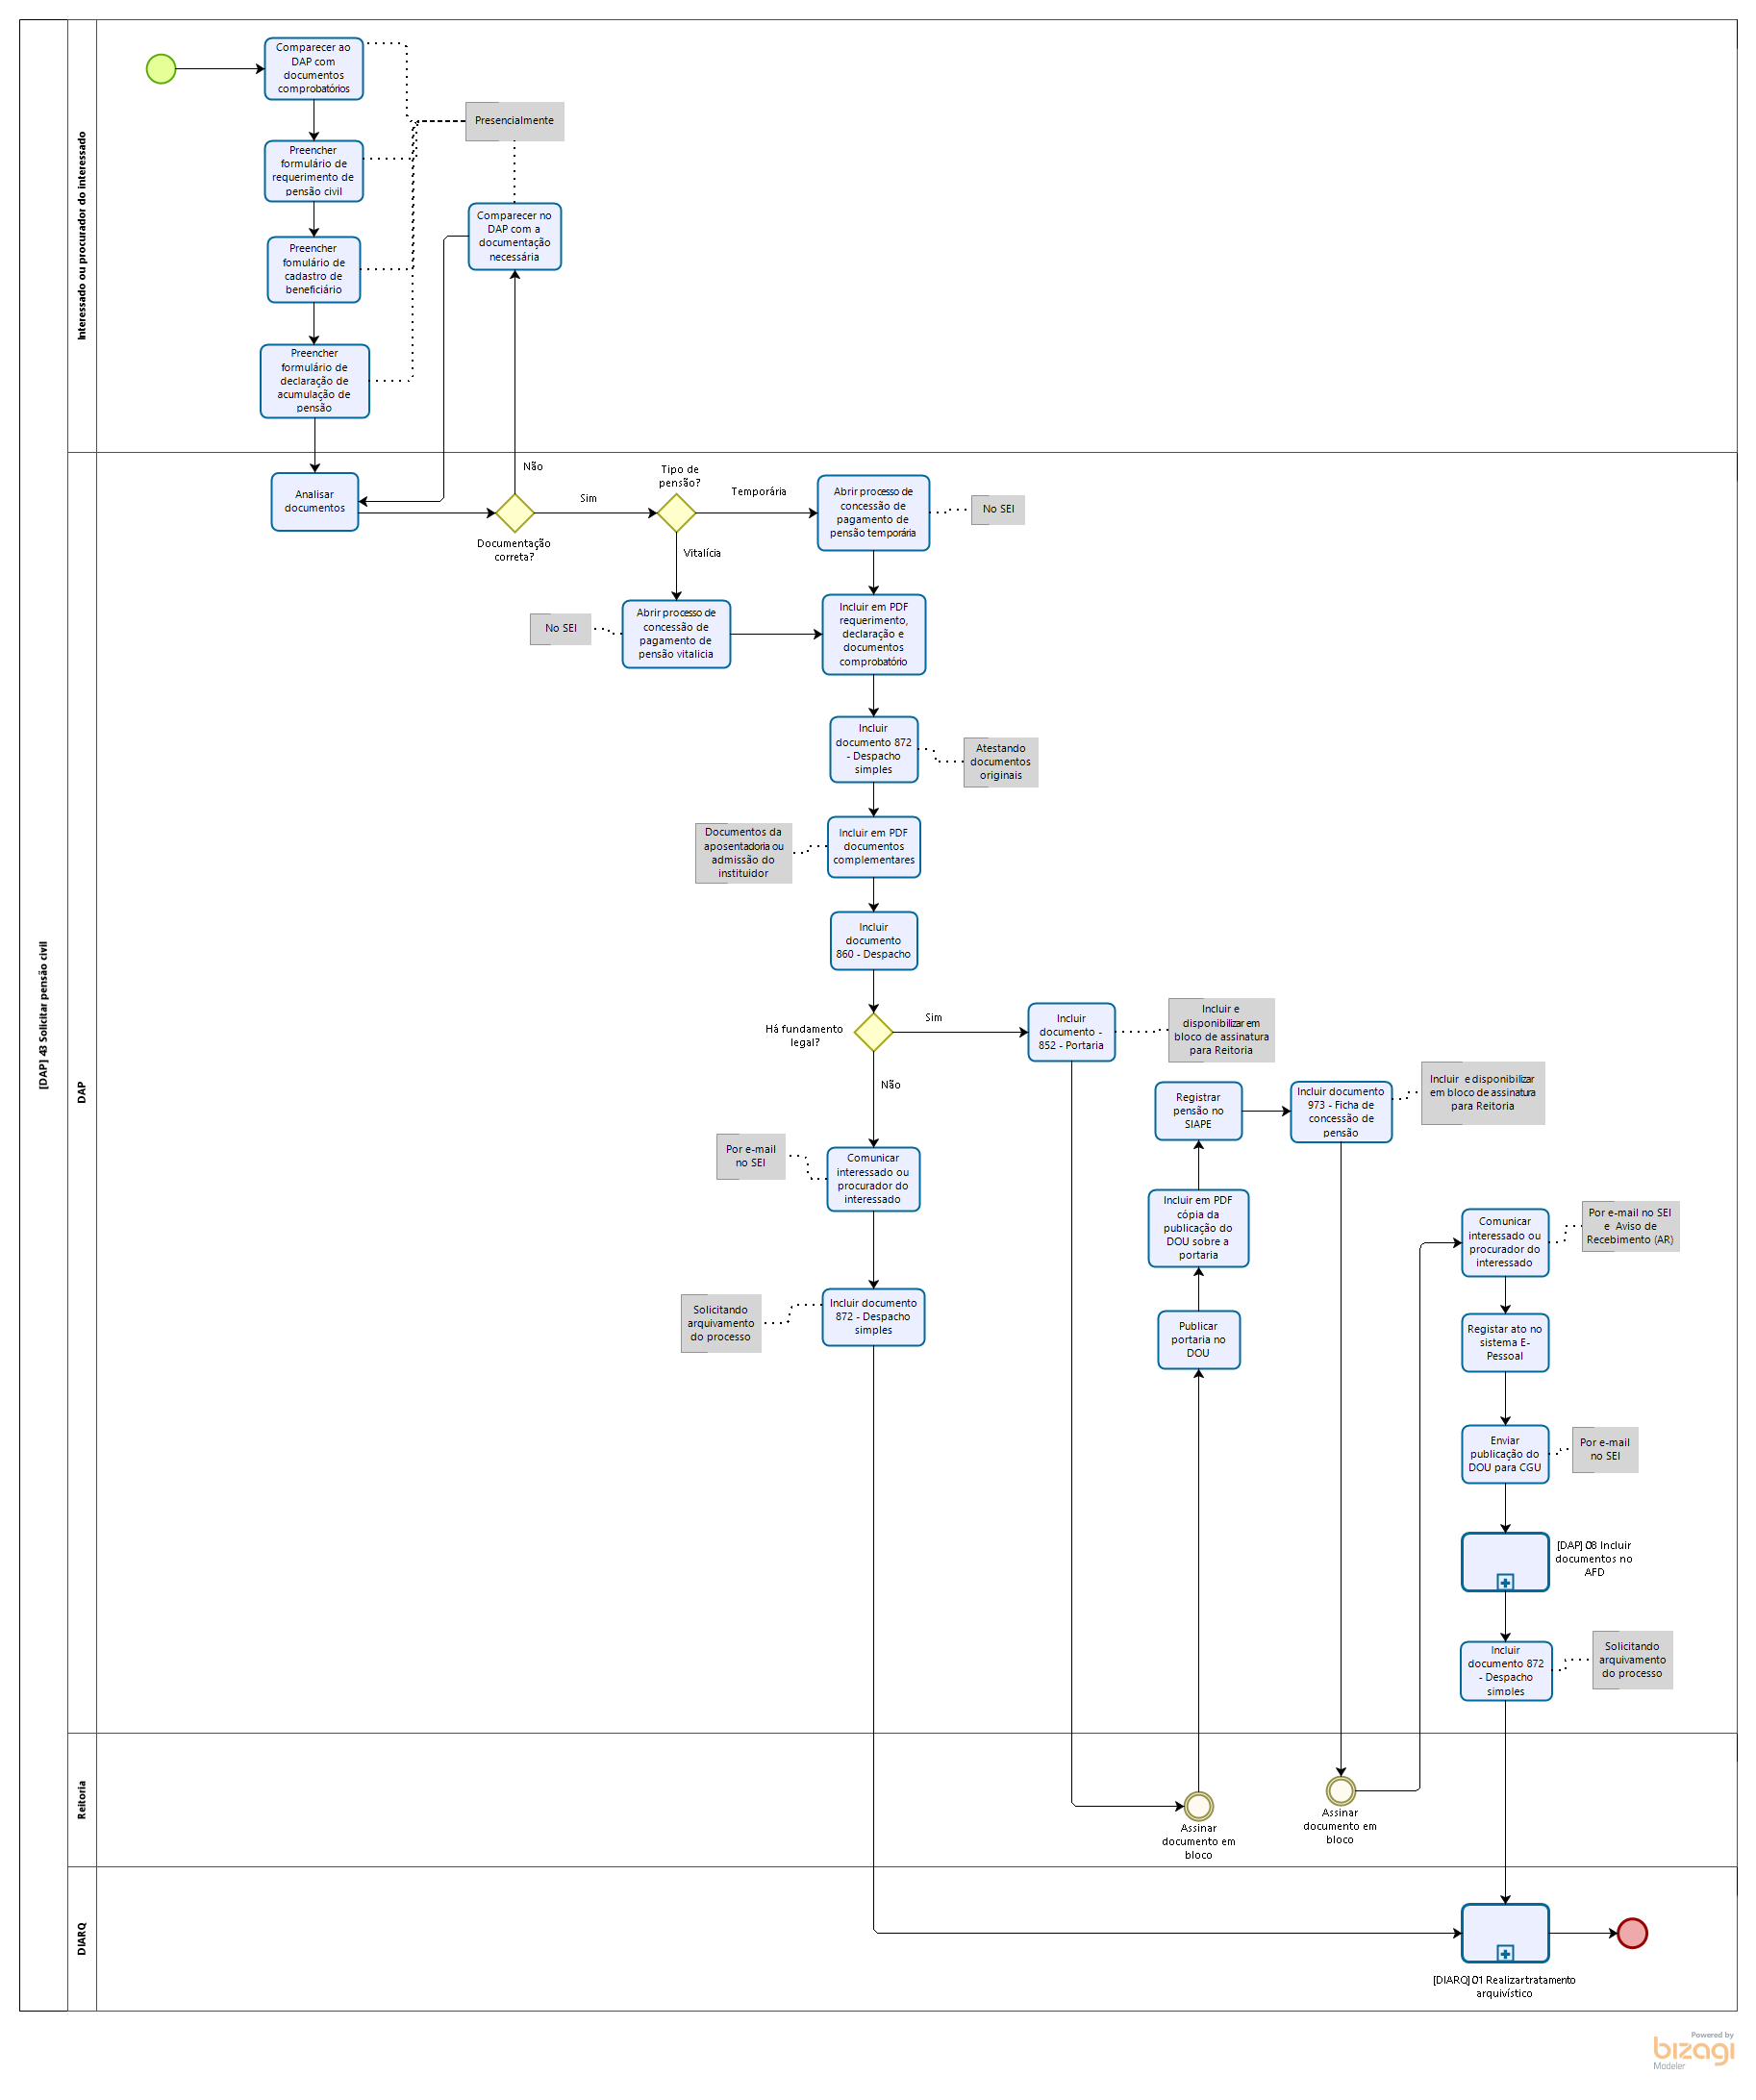 [DAP] 43 Solicitar pensão civil
Interessado ou procurador do interessado
Comparecer ao
DAP com
documentos
comprobatórios
Presencialmente
Preencher
formulário de
requerimento de
pensão civil
Comparecer no
DAP com a
documentação
necessária
Preencher
fomulário de
cadastro de
beneficiário
Preencher
formulário de
declaração de
acumulação de
pensão
DAP
Analisar
documentos
Não
Documentação
correta?
Sim
Tipo de
pensão?
Temporária
Vitalícia
Abrir processo de
concessão de
pagamento de
pensão temporária
No SEI
No SEI
Abrir processo de
concessão de
pagamento de
pensão vitalicia
Incluir em PDF
requerimento,
declaração e
documentos
comprobatório
Incluir
documento 872
- Despacho
simples
Atestando
documentos
originais
Documentos da
aposentadoria ou
admissão do
instituidor
Incluir em PDF
documentos
complementares
Incluir
documento
860 - Despacho
Há fundamento
legal?
Sim
Não
Incluir
documento -
852 - Portaria
Incluir e
disponibilizar em
bloco de assinatura
para Reitoria
Registrar
pensão no
SIAPE
Incluir documento
973 - Ficha de
concessão de
pensão
Incluir e disponibilizar
em bloco de assinatura
para Reitoria
Por e-mail
no SEI
Comunicar
interessado ou
procurador do
interessado
Incluir em PDF
cópia da
publicação do
DOU sobre a
portaria
Comunicar
interessado ou
procurador do
interessado
Por e-mail no SEI
e Aviso de
Recebimento (AR)
Solicitando
arquivamento
do processo
Incluir documento
872 - Despacho
simples
Publicar
portaria no
DOU
Registar ato no
sistema E-
Pessoal
Enviar
publicação do
DOU para CGU
Por e-mail
no SEI
[DAP] 08 Incluir
documentos no
AFD
Incluir
documento 872
- Despacho
simples
Solicitando
arquivamento
do processo
Reitoria
Assinar
documento em
bloco
Assinar
documento em
bloco
DIARQ
[DIARQ] 01 Realizar tratamento
arquivístico
Powered by
bizagi
Modeler